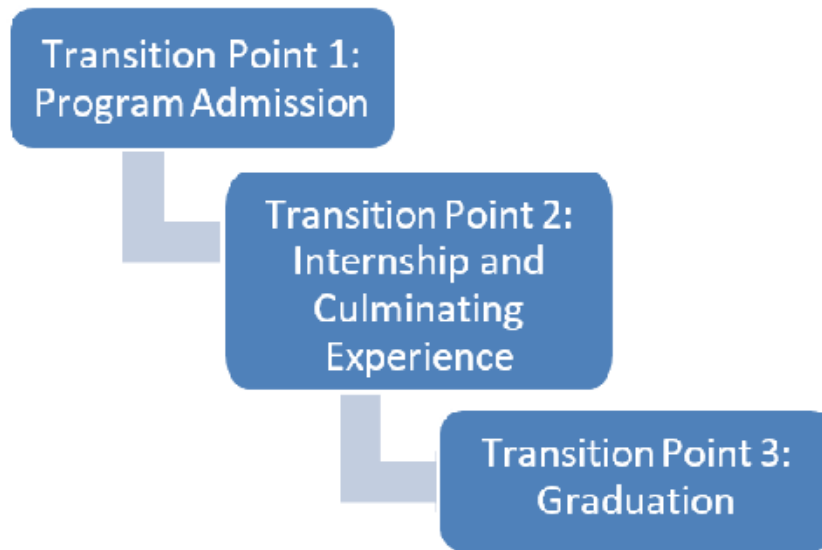 Transition Point 1:
Program Admission
Transition Point 2:
Internship and
Culminating
Experience
Transition Point 3:
Graduation